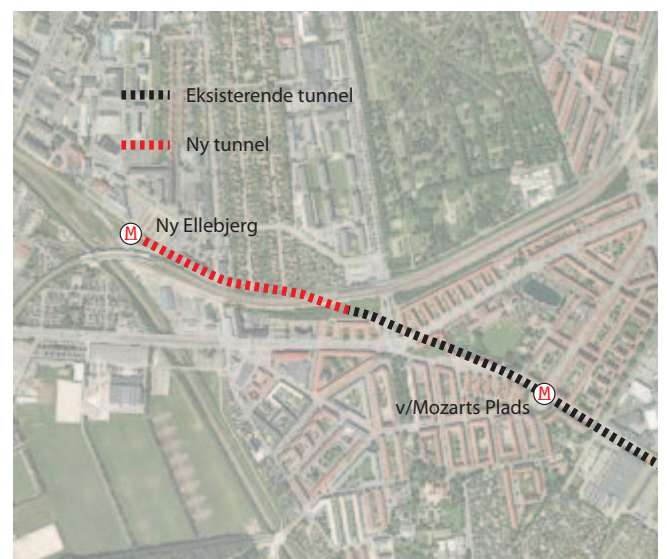 Eksisterende tunnel
Ny tunnel
M
Ny Ellebjerg
M
v/Mozarts Plads